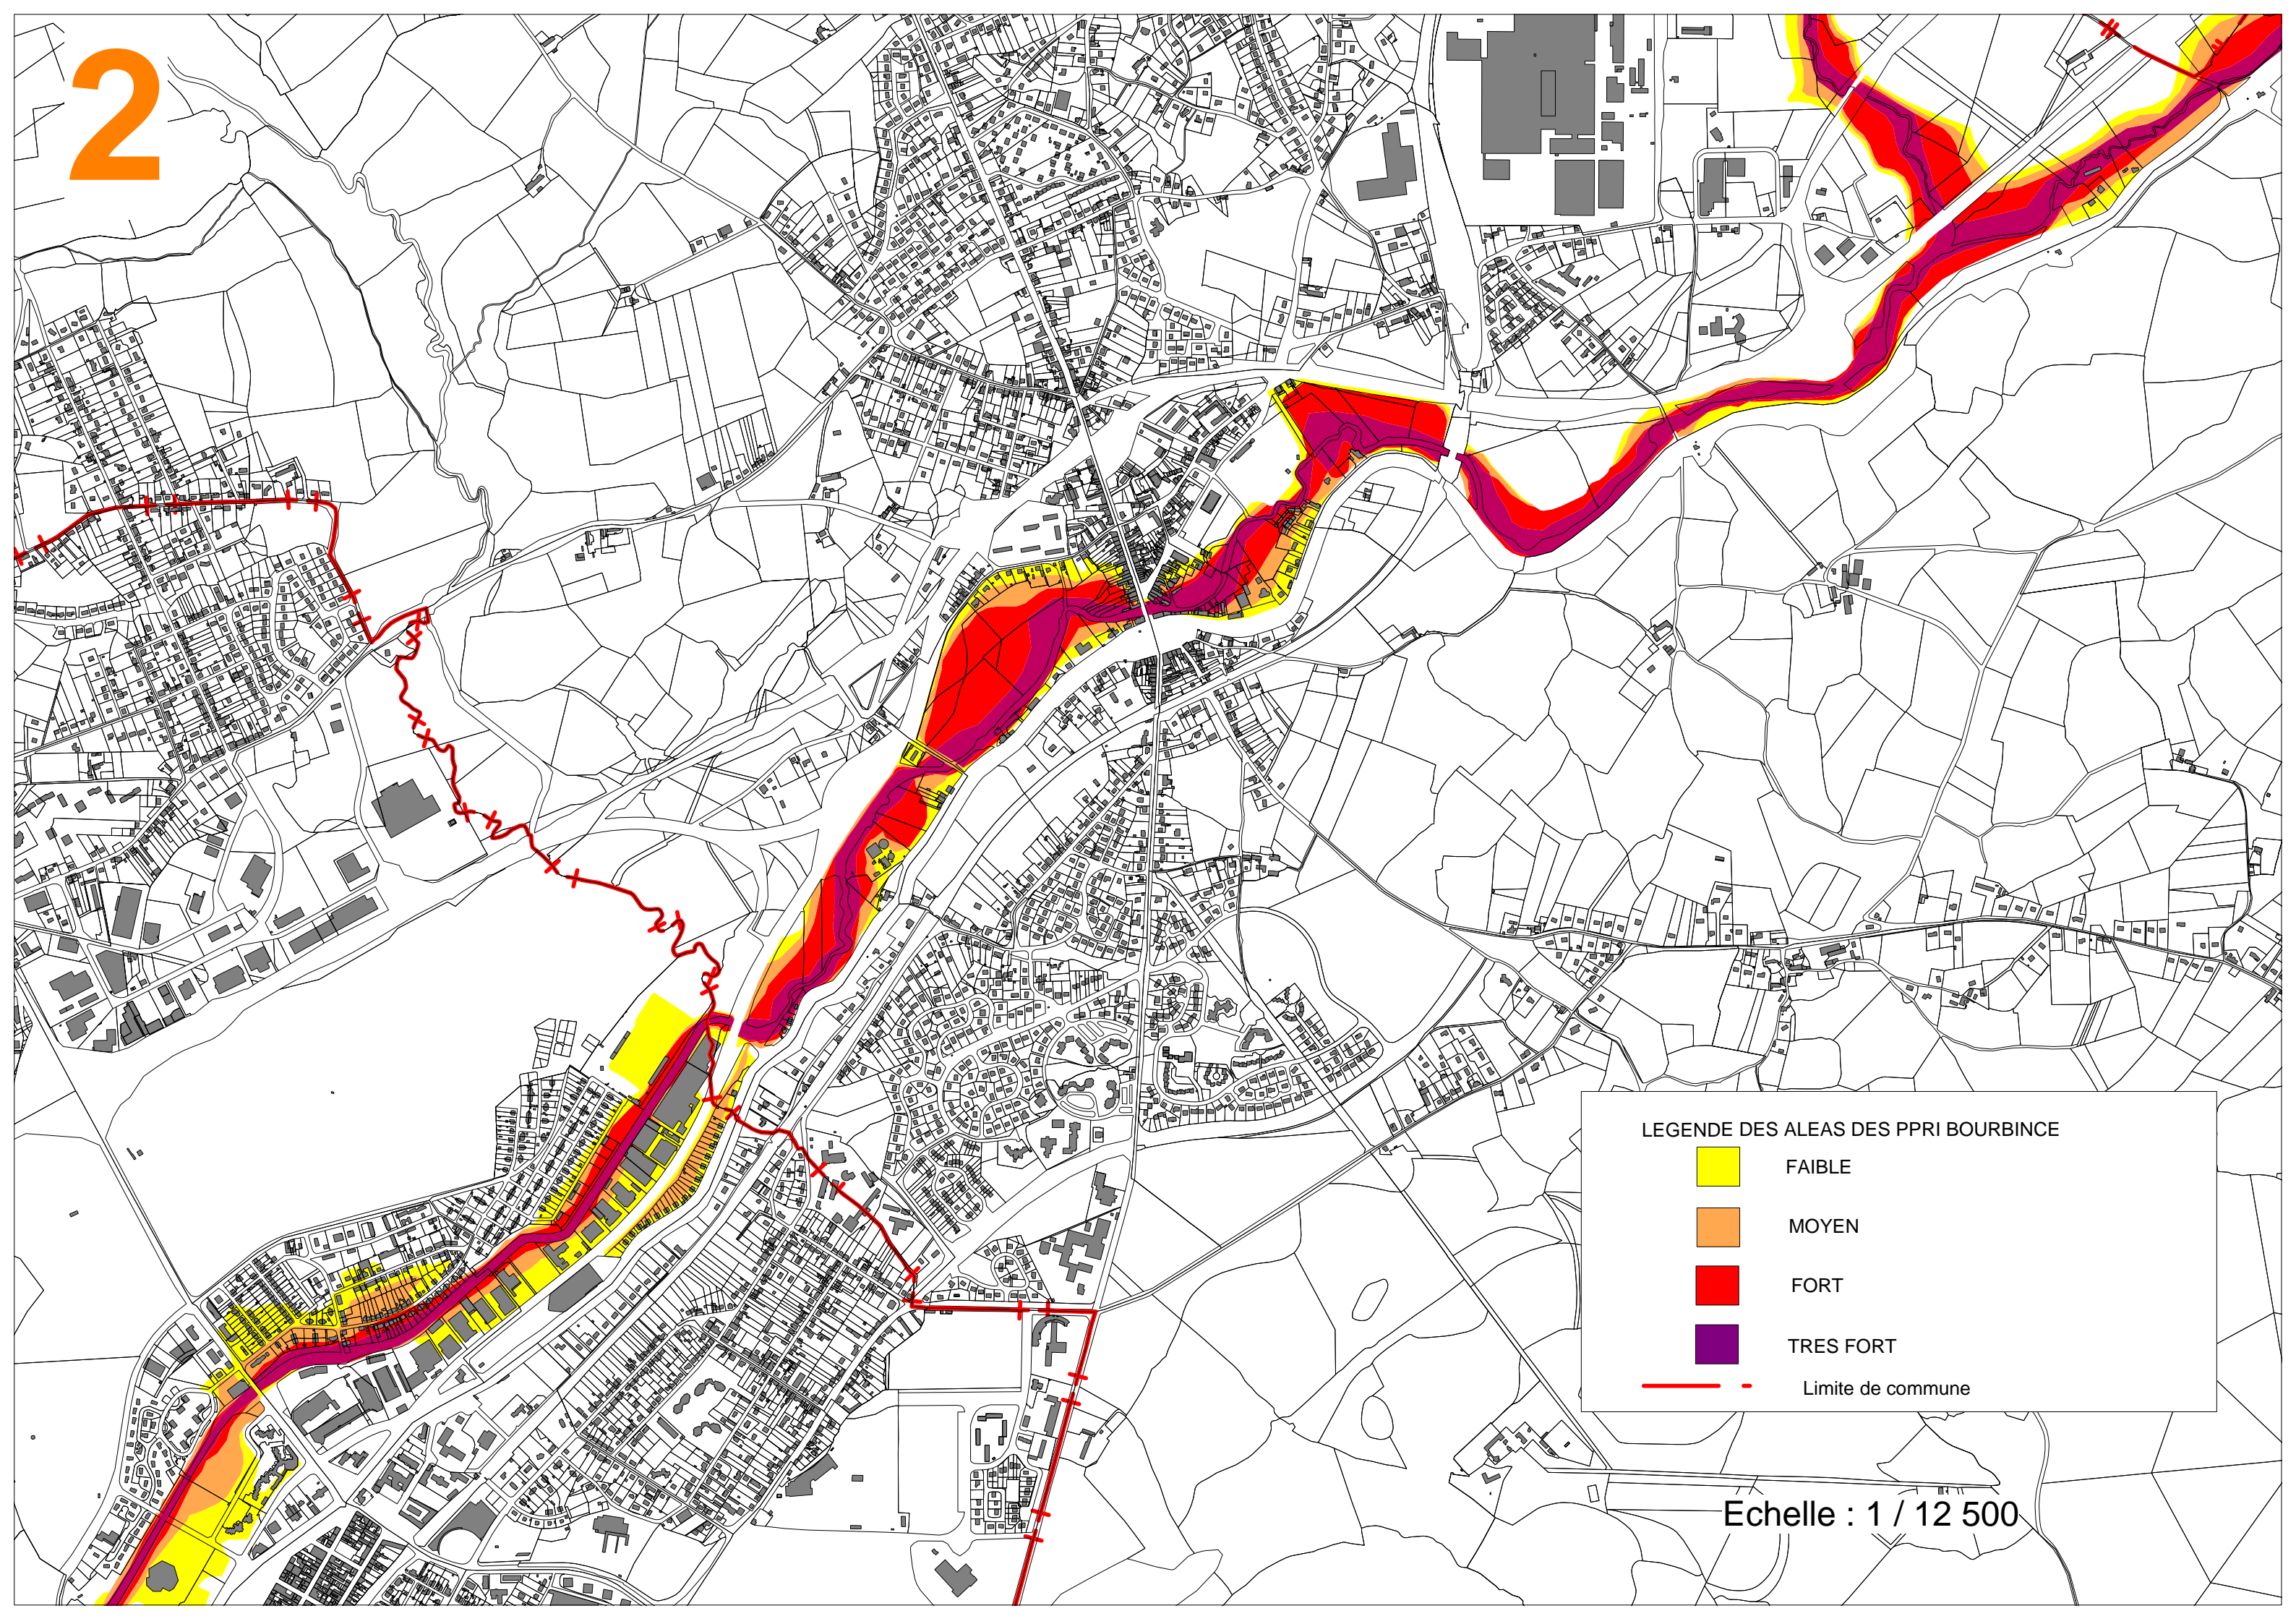 2
LEGENDE DES ALEAS DES PPRI BOURBINCE
FAIBLE
MOYEN
FORT
TRES FORT
Limite de commune
Echelle : 1 / 12 500